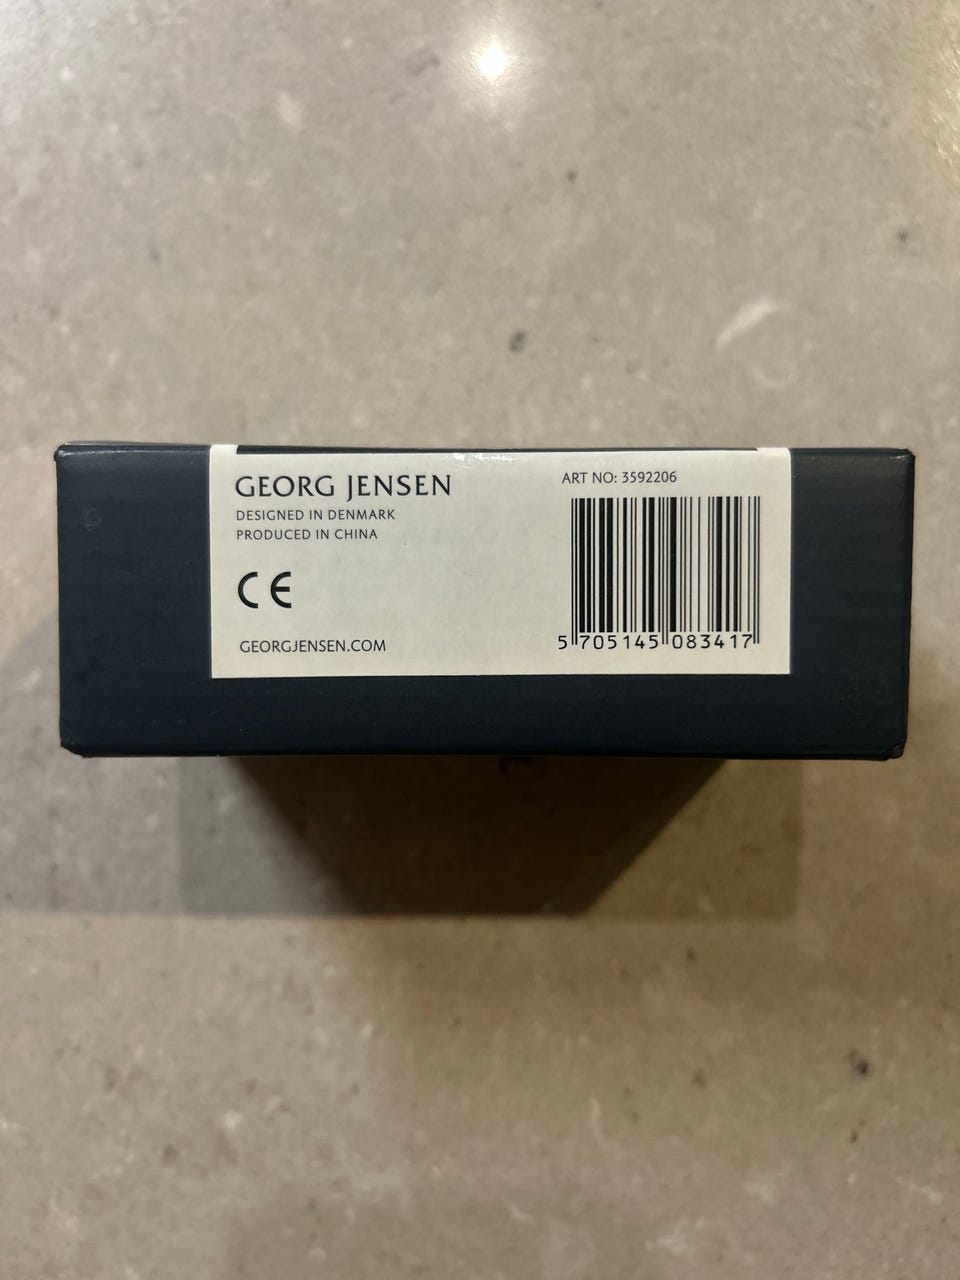 GEORG JENSEN
DESIGNED IN DENMARK
PRODUCED IN CHINA
CE
GEORGJENSEN.COM
ART NO: 3592206
5 705145 083417